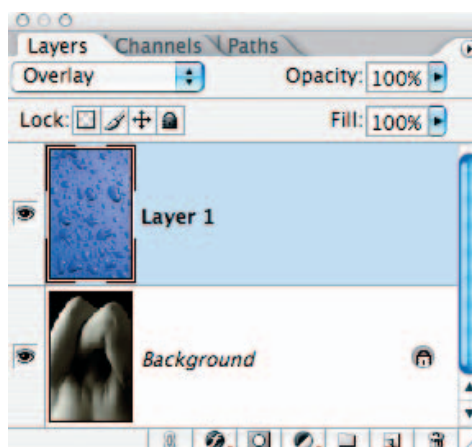 Layers Channels Paths
Overlay Opacity: 100%
Lock: Fill: 100%
Layer 1
Background